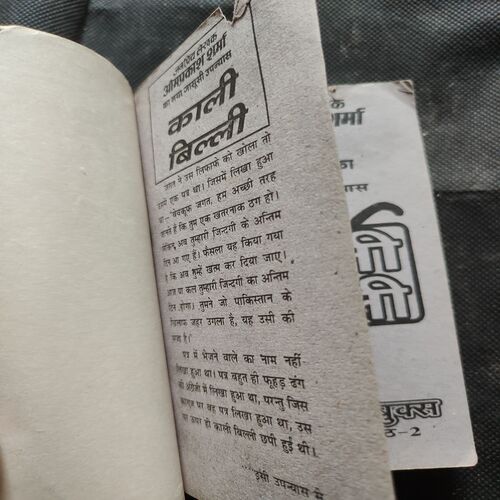 जनप्रिय लेखक
ओमप्रकाश शर्मा
का नया जासूसी उपन्यास
काली
बिल्ली
जगत ने उस लिफाफे को खोला तो
उसमें एक पत्र था। जिसमें लिखा हुआ
था — "बेवकूफ जगत, हम अच्छी तरह
जानते हैं कि तुम एक खतरनाक ठग हो।
लेकिन अब तुम्हारी जिन्दगी के अन्तिम
दिन आ गए हैं। फैसला यह किया गया
है कि अब तुम्हें खत्म कर दिया जाए।
आज या कल तुम्हारी जिन्दगी का अन्तिम
दिन होगा। तुमने जो पाकिस्तान के
खिलाफ जहर उगला है, यह उसी की
सजा है।"
पत्र में भेजने वाले का नाम नहीं
लिखा हुआ था। पत्र बहुत ही फूहड़ ढंग
की अंग्रेजी में लिखा हुआ था, परन्तु जिस
कागज पर वह पत्र लिखा हुआ था, उस
पर ऊपर ही काली बिल्ली छपी हुई थी।
इसी उपन्यास से
के
शर्मा
बुक्स
ठ-2